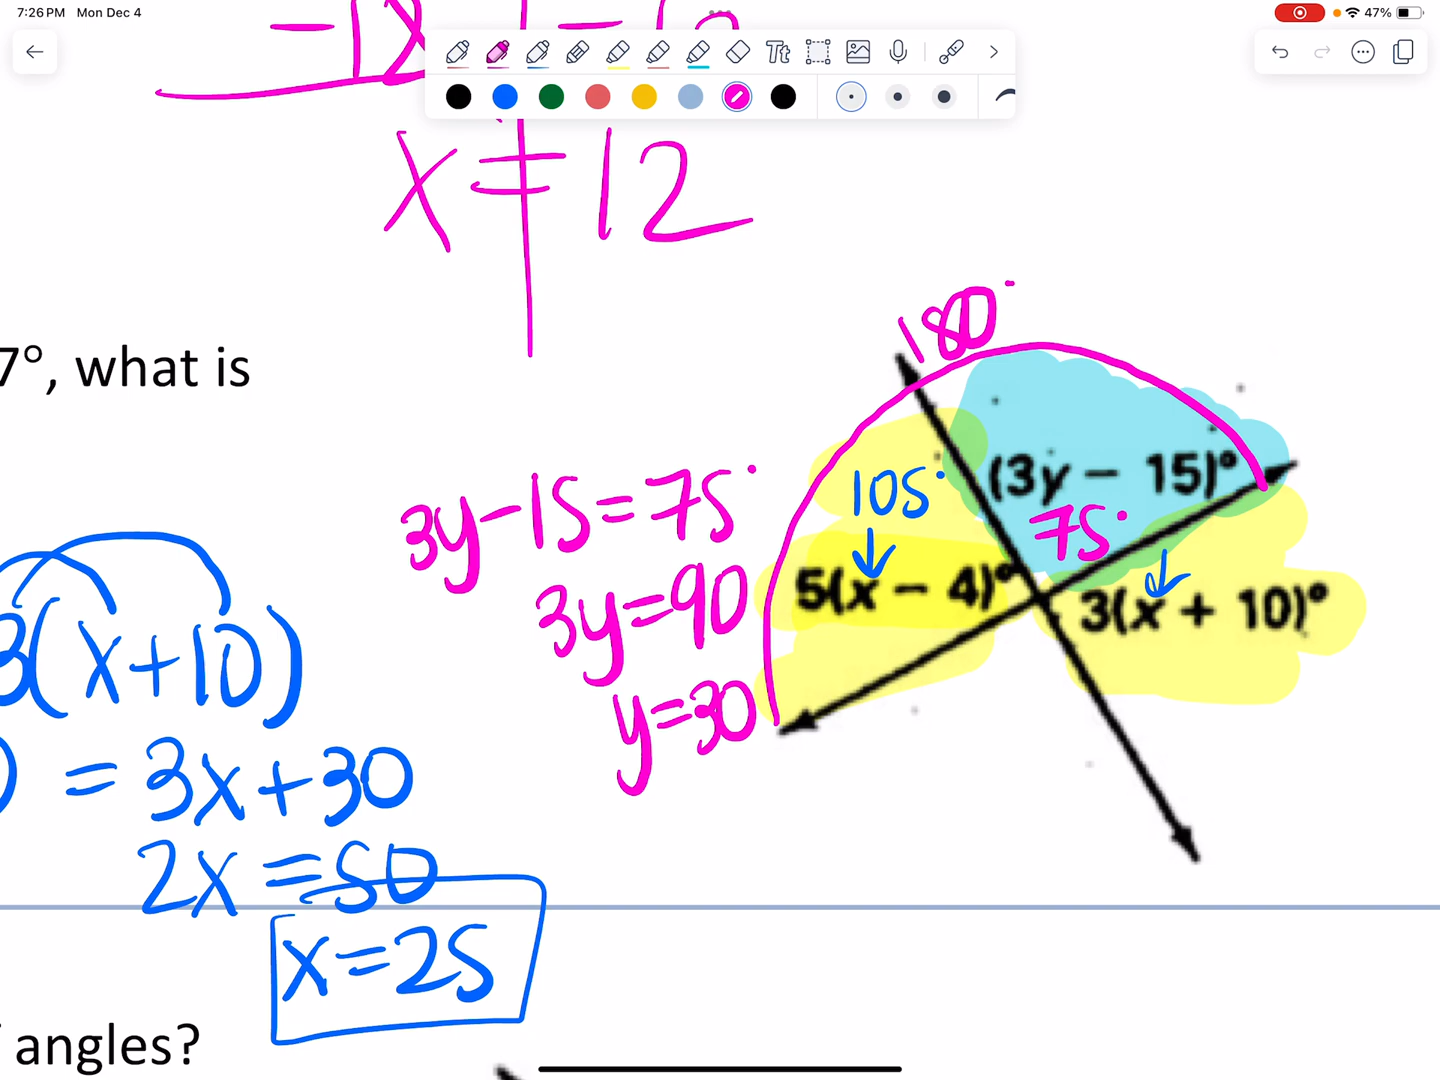 7:26 PM Mon Dec 4
47%
Tt
x = 12
180°
7°, what is
(3y – 15)°
105°
3y-15=75°
75°
5(x – 4)°
3(x + 10)°
3y=90
3(x+10)
y=30
= 3x+30
2x = 50
x=25
angles?